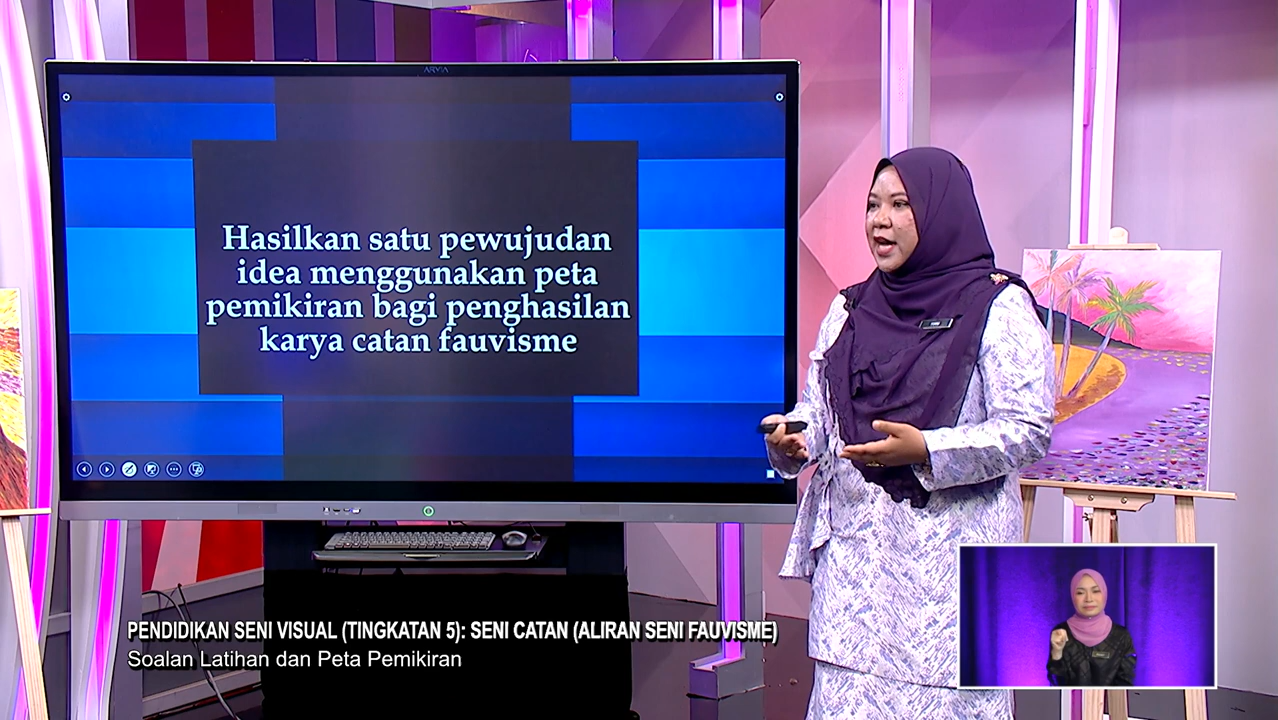 ARVIA
Hasilkan satu pewujudan
idea menggunakan peta
pemikiran bagi penghasilan
karya catan fauvisme
PENDIDIKAN SENI VISUAL (TINGKATAN 5): SENI CATAN (ALIRAN SENI FAUVISME)
Soalan Latihan dan Peta Pemikiran